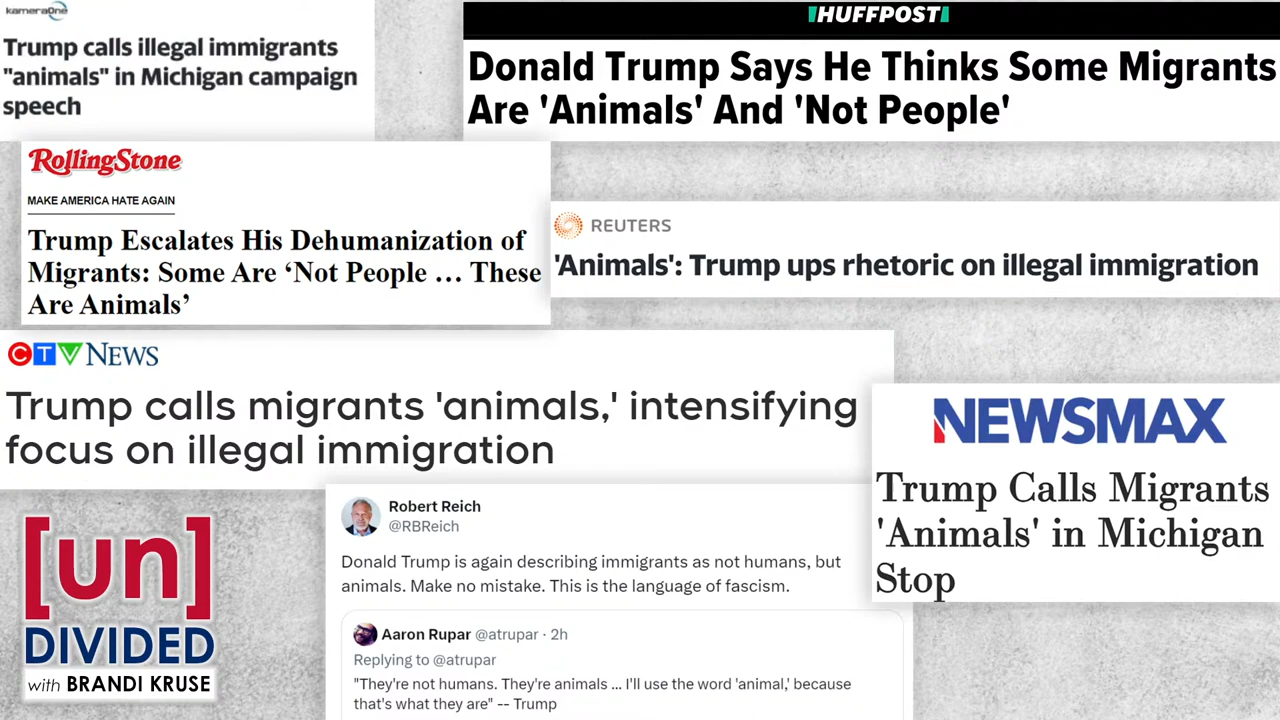 kameraOne
Trump calls illegal immigrants
"animals" in Michigan campaign
speech
HUFFPOST
Donald Trump Says He Thinks Some Migrants
Are 'Animals' And 'Not People'
RollingStone
MAKE AMERICA HATE AGAIN
Trump Escalates His Dehumanization of
Migrants: Some Are ‘Not People … These
Are Animals’
REUTERS
'Animals': Trump ups rhetoric on illegal immigration
CTV NEWS
Trump calls migrants 'animals,' intensifying
focus on illegal immigration
NEWSMAX
Trump Calls Migrants
'Animals' in Michigan
Stop
Robert Reich
@RBReich
Donald Trump is again describing immigrants as not humans, but
animals. Make no mistake. This is the language of fascism.
Aaron Rupar @atrupar · 2h
Replying to @atrupar
"They're not humans. They're animals ... I'll use the word 'animal,' because
that's what they are" -- Trump
[un]
DIVIDED
with BRANDI KRUSE